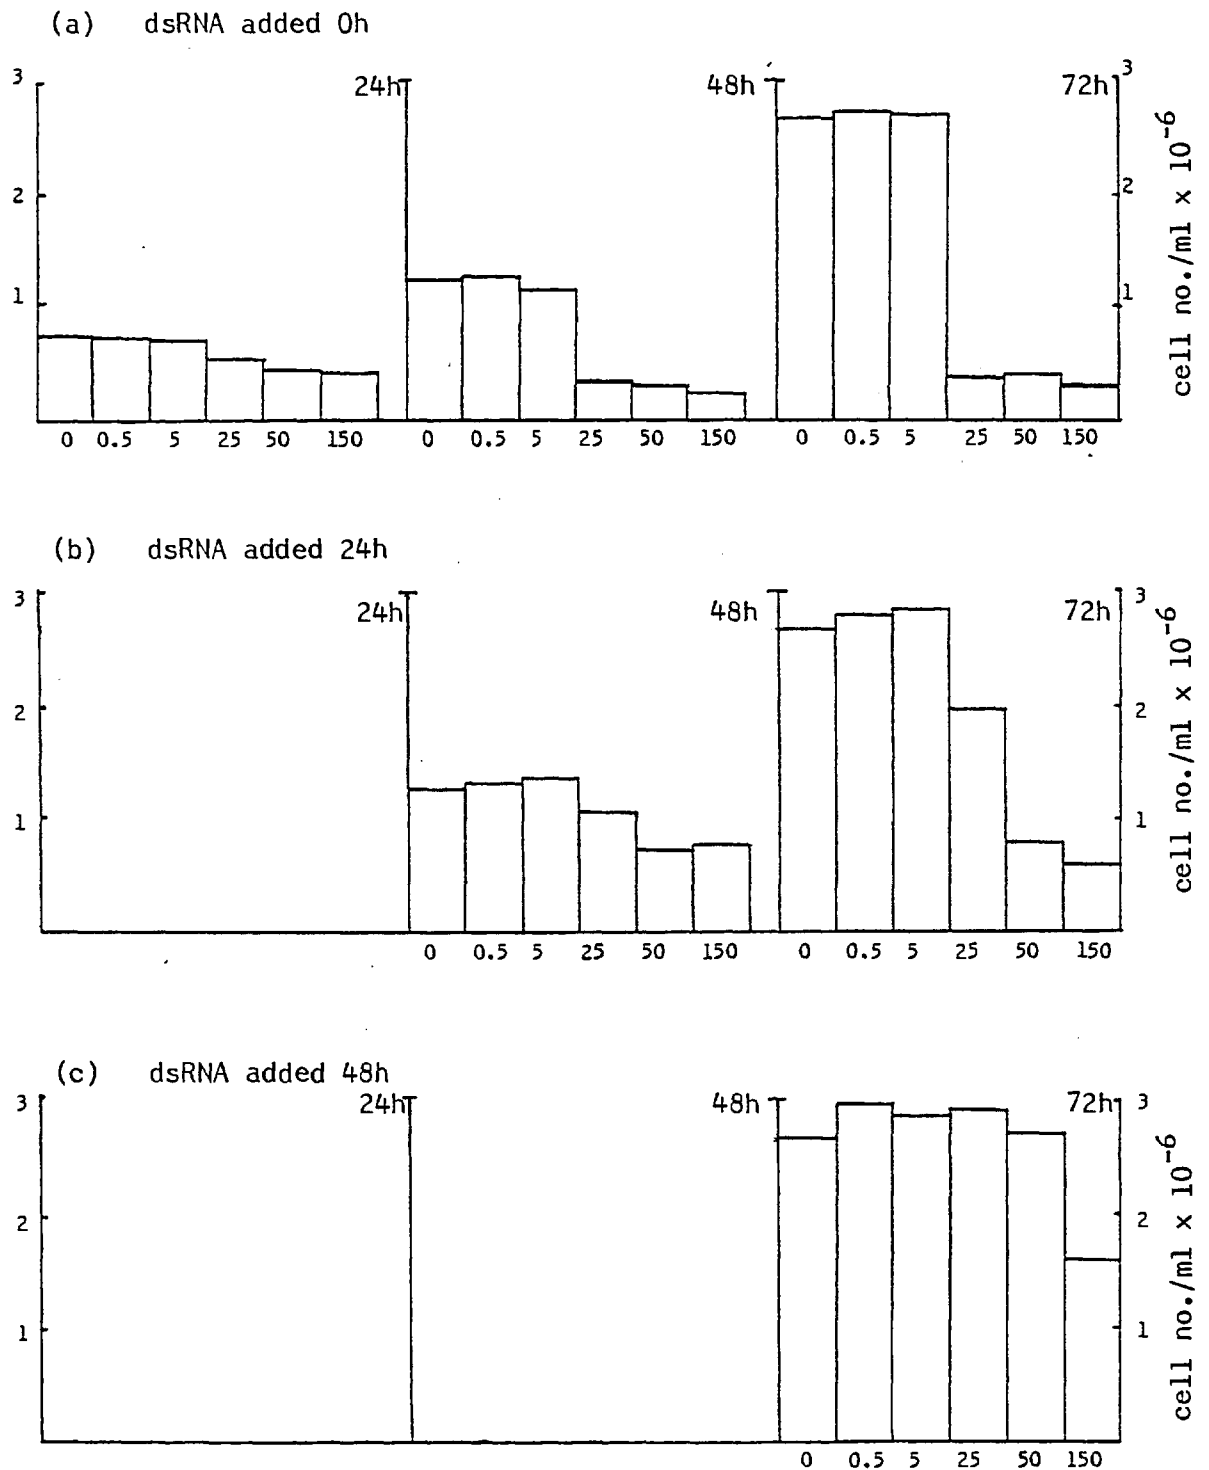 (a) dsRNA added 0h
3 24h 48h 72h 3
2 2
1 1
cell no./ml x 10-6
0 0.5 5 25 50 150 0 0.5 5 25 50 150 0 0.5 5 25 50 150
(b) dsRNA added 24h
3 24h 48h 72h 3
2 2
1 1
cell no./ml x 10-6
0 0.5 5 25 50 150 0 0.5 5 25 50 150
(c) dsRNA added 48h
3 24h 48h 72h 3
2 2
1 1
cell no./ml x 10-6
0 0.5 5 25 50 150